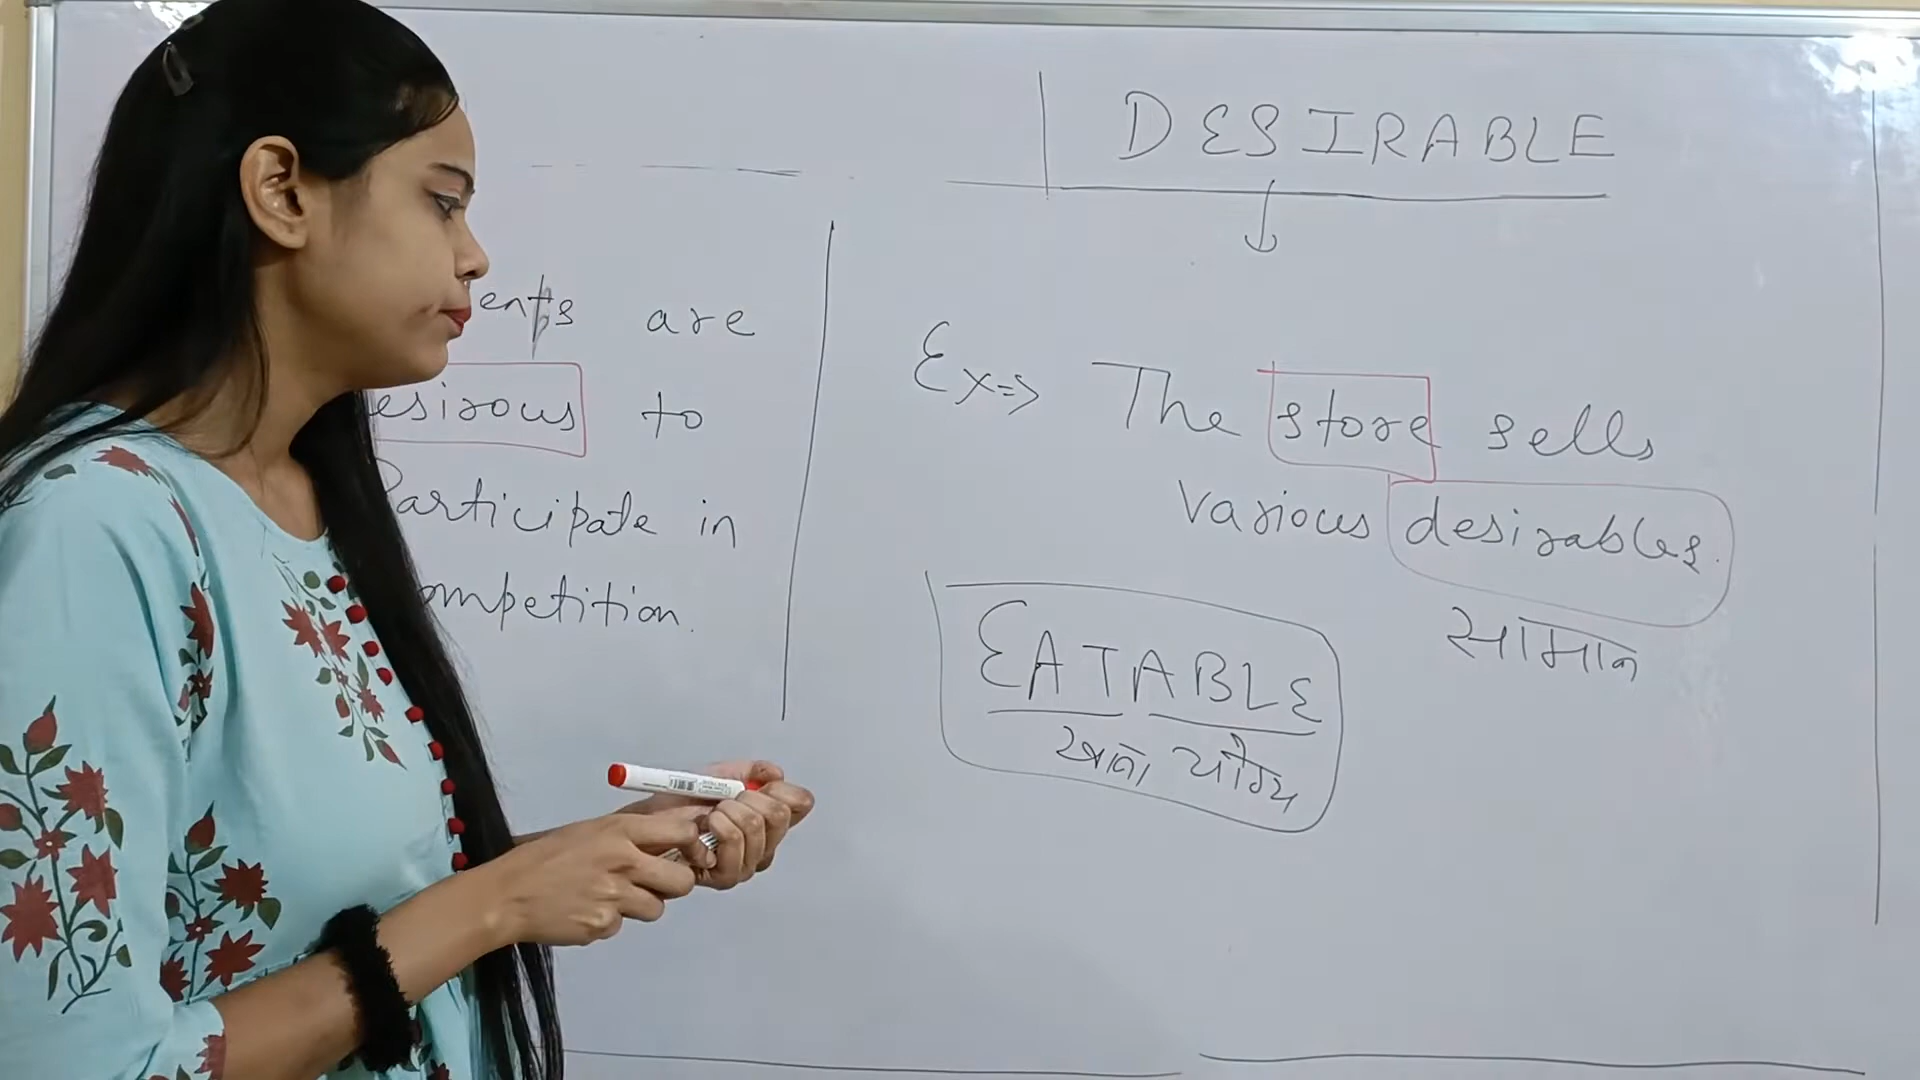 DESIRABLE
ents are
esirous to
Participate in
ompetition.
Ex=> The store sells
various desirables.
सामान
EATABLE
खाने योग्य